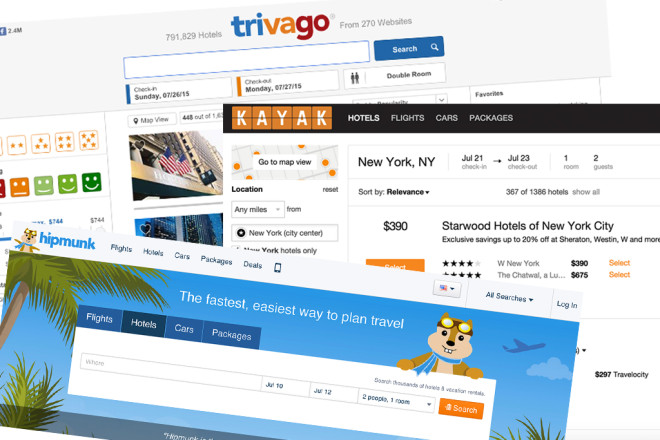 2.4M
791,829 Hotels
trivago
From 270 Websites
Search
Check-in
Sunday, 07/26/15
Check-out
Monday, 07/27/15
Double Room
Map View
448 out of
Popularity
Favorites
$744
$744
KAYAK
HOTELS
FLIGHTS
CARS
PACKAGES
Go to map view
Location
reset
Any miles
from
New York (city center)
New York hotels only
New York, NY
Jul 21
check-in
Jul 23
check-out
1
room
2
guests
Sort by: Relevance
367 of 1386 hotels show all
$390
Select
Starwood Hotels of New York City
Exclusive savings up to 20% off at Sheraton, Westin, W and more
W New York
$390
Select
The Chatwal, a Lu...
$675
Select
$297 Travelocity
hipmunk
Flights
Hotels
Cars
Packages
Deals
All Searches
Log In
The fastest, easiest way to plan travel
Flights
Hotels
Cars
Packages
Search thousands of hotels & vacation rentals.
Where
Jul 10
Jul 12
2 people, 1 room
Search